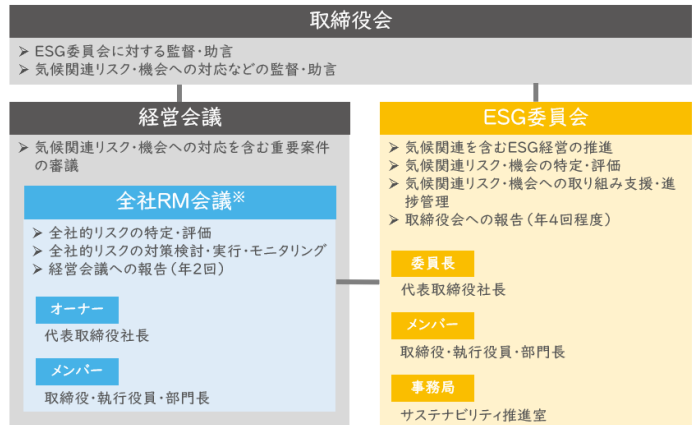 取締役会
➢ ESG委員会に対する監督・助言
➢ 気候関連リスク・機会への対応などの監督・助言
経営会議
➢ 気候関連リスク・機会への対応を含む重要案件
の審議
全社RM会議※
➢ 全社的リスクの特定・評価
➢ 全社的リスクの対策検討・実行・モニタリング
➢ 経営会議への報告(年2回)
オーナー
代表取締役社長
メンバー
取締役・執行役員・部門長
ESG委員会
➢ 気候関連を含むESG経営の推進
➢ 気候関連リスク・機会の特定・評価
➢ 気候関連リスク・機会への取り組み支援・進
捗管理
➢ 取締役会への報告(年4回程度)
委員長
代表取締役社長
メンバー
取締役・執行役員・部門長
事務局
サステナビリティ推進室